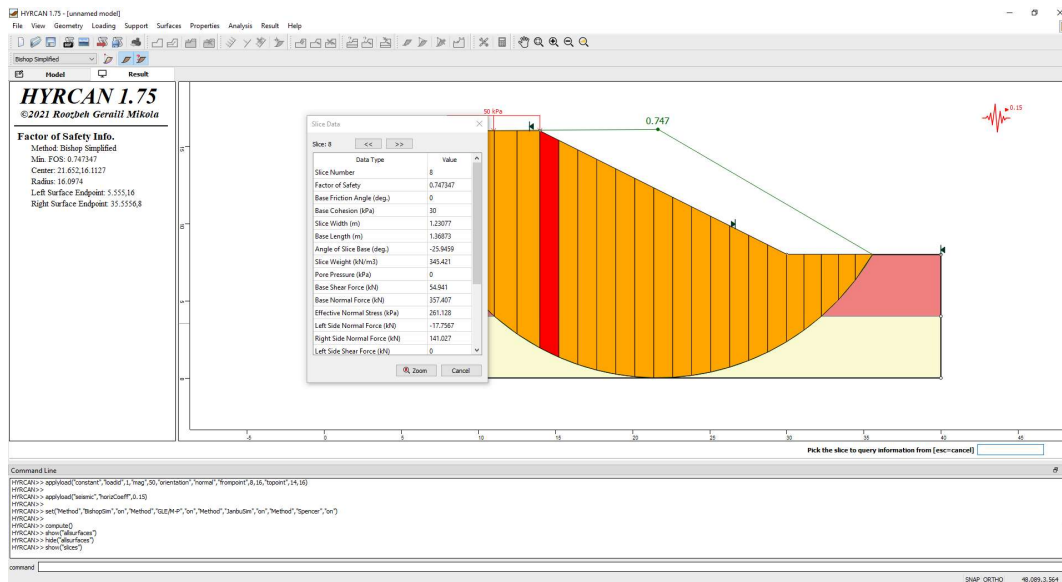 HYRCAN 1.75 - [unnamed model]
File View Geometry Loading Support Surfaces Properties Analysis Result Help
Bishop Simplified
Model Result
HYRCAN 1.75
©2021 Roozbeh Geraili Mikola
Factor of Safety Info.
Method: Bishop Simplified
Min. FOS: 0.747347
Center: 21.652,16.1127
Radius: 16.0974
Left Surface Endpoint: 5.555,16
Right Surface Endpoint: 35.5556,8
50 kPa
0.747
0.15
Slice Data
Slice: 8 << >>
Data Type Value
Slice Number 8
Factor of Safety 0.747347
Base Friction Angle (deg.) 0
Base Cohesion (kPa) 30
Slice Width (m) 1.23077
Base Length (m) 1.36873
Angle of Slice Base (deg.) -25.9459
Slice Weight (kN/m3) 345.421
Pore Pressure (kPa) 0
Base Shear Force (kN) 54.941
Base Normal Force (kN) 357.407
Effective Normal Stress (kPa) 261.128
Left Side Normal Force (kN) -17.7567
Right Side Normal Force (kN) 141.027
Left Side Shear Force (kN) 0
Zoom Cancel
15
10
5
0
-5 0 5 10 15 20 25 30 35 40 45
Pick the slice to query information from [esc=cancel]
Command Line
HYRCAN>> applyload("constant","loadid",1,"mag",50,"orientation","normal","frompoint",8,16,"topoint",14,16)
HYRCAN>>
HYRCAN>> applyload("seismic","horizCoeff",0.15)
HYRCAN>>
HYRCAN>> set("Method","BishopSim","on","Method","GLE/M-P","on","Method","JanbuSim","on","Method","Spencer","on")
HYRCAN>>
HYRCAN>> compute()
HYRCAN>> show("allsurfaces")
HYRCAN>> hide("allsurfaces")
HYRCAN>> show("slices")
command
SNAP ORTHO 48.089,3.564